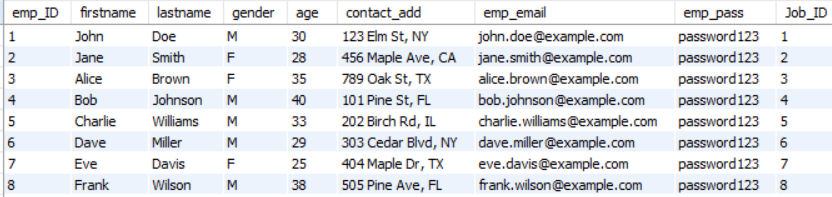 emp_ID firstname lastname gender age contact_add emp_email emp_pass Job_ID
1 John Doe M 30 123 Elm St, NY john.doe@example.com password123 1
2 Jane Smith F 28 456 Maple Ave, CA jane.smith@example.com password123 2
3 Alice Brown F 35 789 Oak St, TX alice.brown@example.com password123 3
4 Bob Johnson M 40 101 Pine St, FL bob.johnson@example.com password123 4
5 Charlie Williams M 33 202 Birch Rd, IL charlie.williams@example.com password123 5
6 Dave Miller M 29 303 Cedar Blvd, NY dave.miller@example.com password123 6
7 Eve Davis F 25 404 Maple Dr, TX eve.davis@example.com password123 7
8 Frank Wilson M 38 505 Pine Ave, FL frank.wilson@example.com password123 8